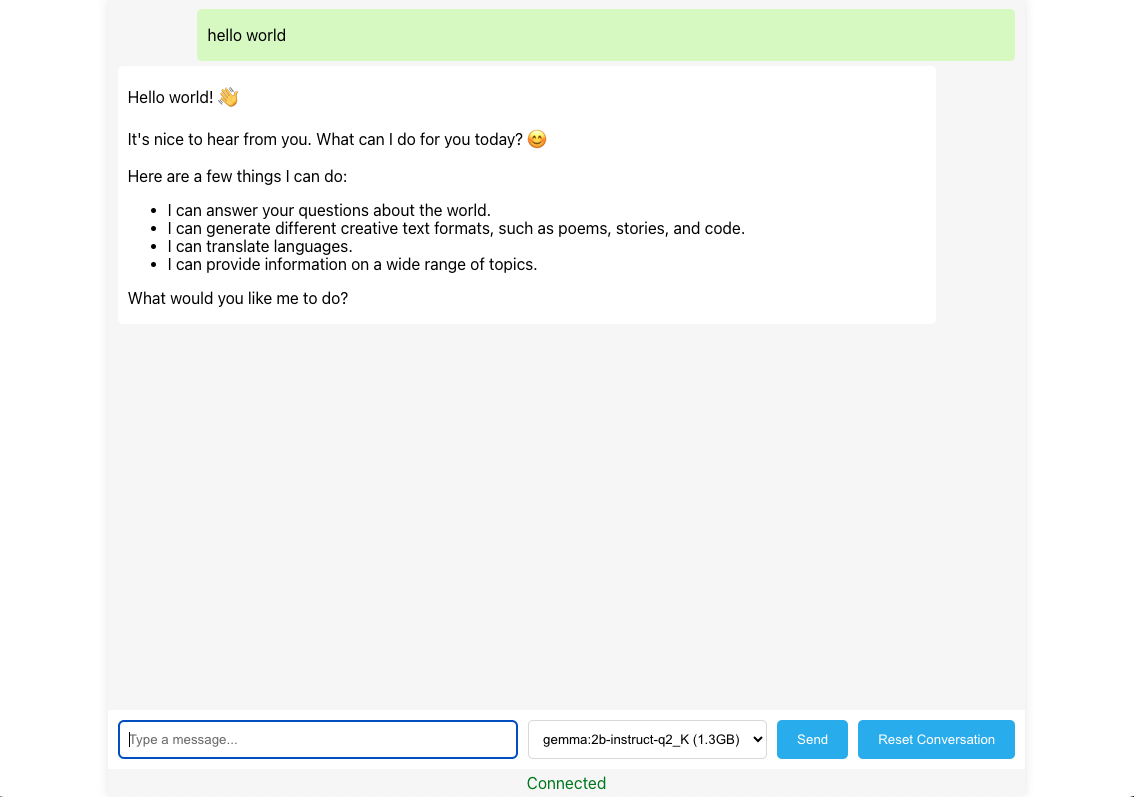 hello world
Hello world! 👋
It's nice to hear from you. What can I do for you today? 😊
Here are a few things I can do:
• I can answer your questions about the world.
• I can generate different creative text formats, such as poems, stories, and code.
• I can translate languages.
• I can provide information on a wide range of topics.
What would you like me to do?
Type a message...
gemma:2b-instruct-q2_K (1.3GB)
Send
Reset Conversation
Connected